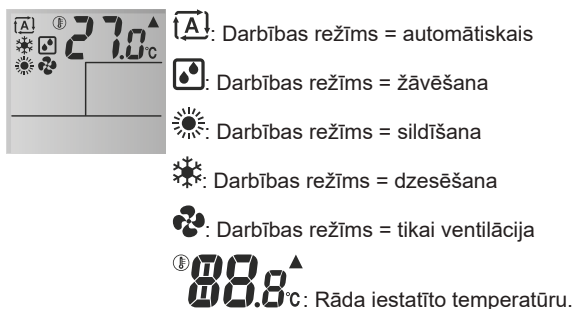 A
27.0°C
A: Darbības režīms = automātiskais
: Darbības režīms = žāvēšana
: Darbības režīms = sildīšana
: Darbības režīms = dzesēšana
: Darbības režīms = tikai ventilācija
88.8°C: Rāda iestatīto temperatūru.